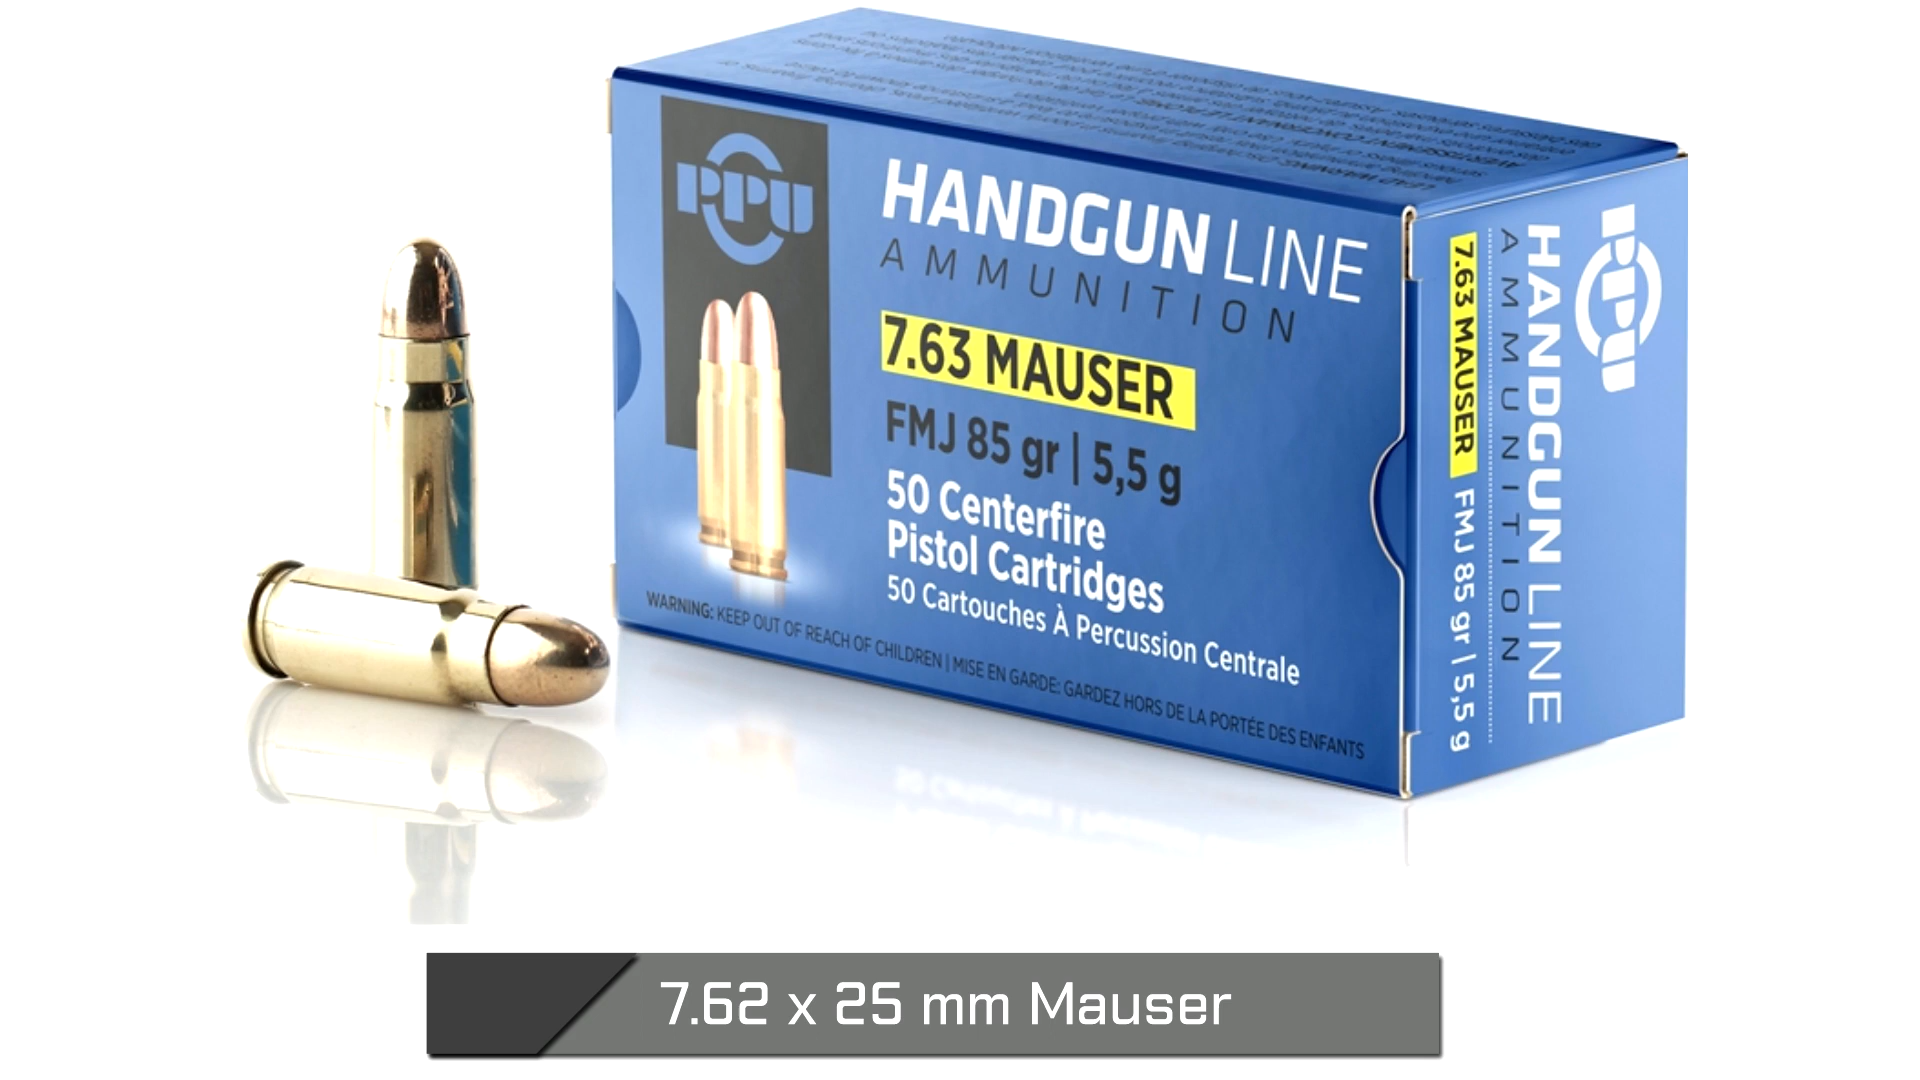 PPU
HANDGUN LINE
AMMUNITION
7.63 MAUSER
FMJ 85 gr | 5,5 g
50 Centerfire
Pistol Cartridges
50 Cartouches À Percussion Centrale
WARNING: KEEP OUT OF REACH OF CHILDREN | MISE EN GARDE: GARDEZ HORS DE LA PORTÉE DES ENFANTS
PPU
HANDGUN LINE
AMMUNITION
7.63 MAUSER FMJ 85 gr | 5,5 g
7.62 x 25 mm Mauser